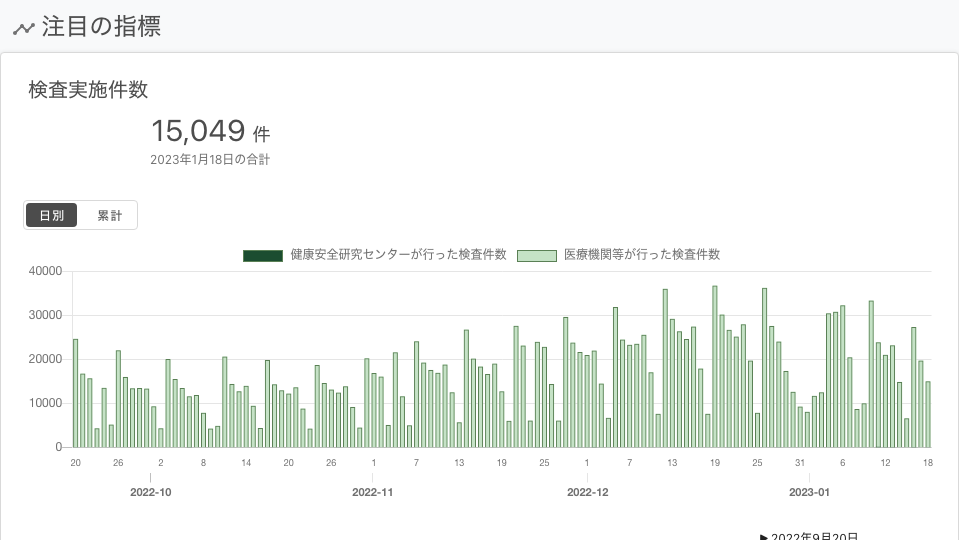 注目の指標
検査実施件数
15,049 件
2023年1月18日の合計
日別 累計
健康安全研究センターが行った検査件数 医療機関等が行った検査件数
40000
30000
20000
10000
0
20 26 2 8 14 20 26 1 7 13 19 25 1 7 13 19 25 31 6 12 18
2022-10 2022-11 2022-12 2023-01
▶ 2022年9月20日